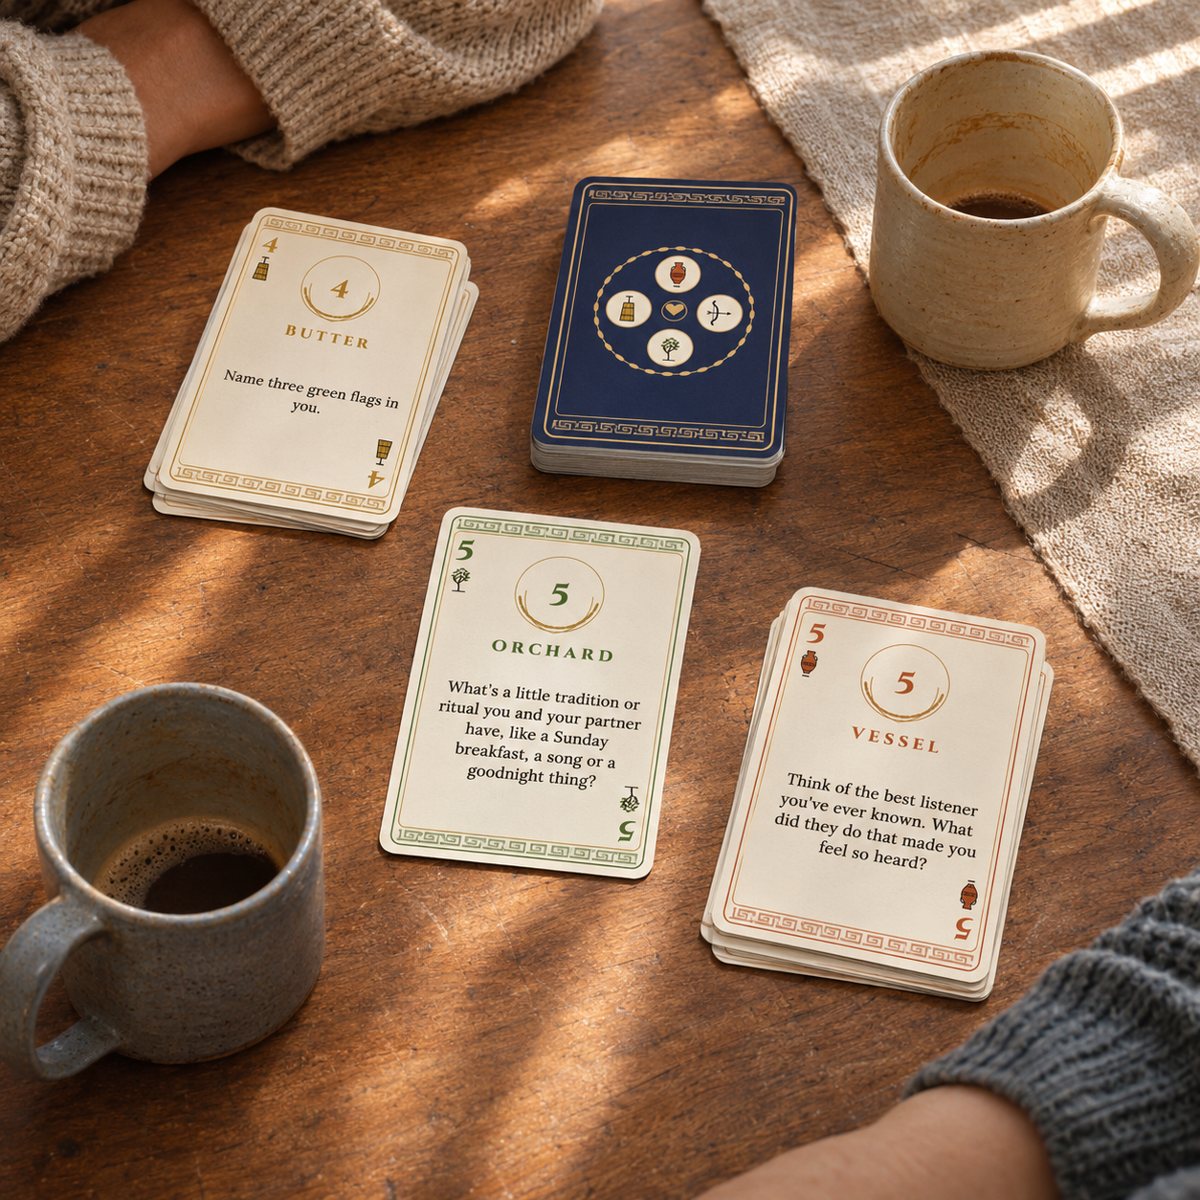 4
4
BUTTER
Name three green flags in
you.
4
5
5
ORCHARD
What's a little tradition or
ritual you and your partner
have, like a Sunday
breakfast, a song or a
goodnight thing?
5
5
5
VESSEL
Think of the best listener
you've ever known. What
did they do that made you
feel so heard?
5